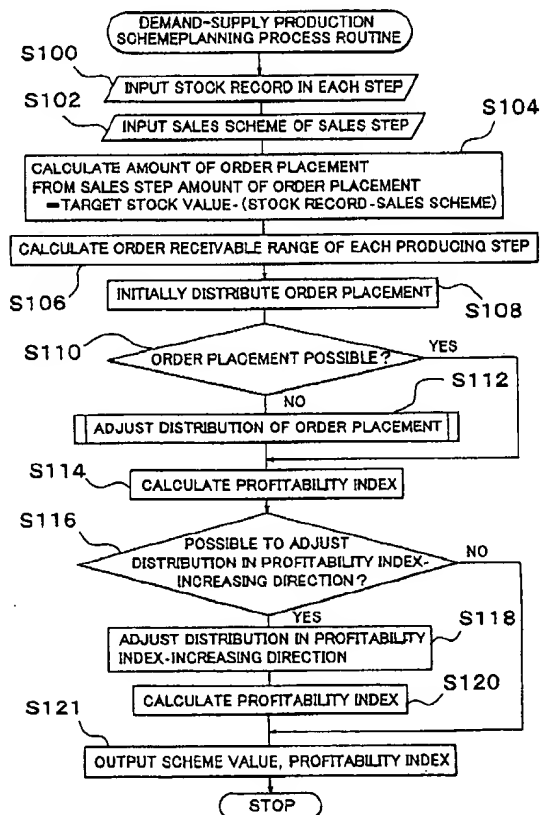 DEMAND-SUPPLY PRODUCTION
SCHEMEPLANNING PROCESS ROUTINE
S100
INPUT STOCK RECORD IN EACH STEP
S102
INPUT SALES SCHEME OF SALES STEP
S104
CALCULATE AMOUNT OF ORDER PLACEMENT
FROM SALES STEP AMOUNT OF ORDER PLACEMENT
=TARGET STOCK VALUE-(STOCK RECORD-SALES SCHEME)
CALCULATE ORDER RECEIVABLE RANGE OF EACH PRODUCING STEP
S106
INITIALLY DISTRIBUTE ORDER PLACEMENT
S108
S110
ORDER PLACEMENT POSSIBLE?
YES
NO
S112
ADJUST DISTRIBUTION OF ORDER PLACEMENT
S114
CALCULATE PROFITABILITY INDEX
S116
POSSIBLE TO ADJUST
DISTRIBUTION IN PROFITABILITY INDEX-
INCREASING DIRECTION?
NO
YES
S118
ADJUST DISTRIBUTION IN PROFITABILITY
INDEX-INCREASING DIRECTION
S120
CALCULATE PROFITABILITY INDEX
S121
OUTPUT SCHEME VALUE, PROFITABILITY INDEX
STOP